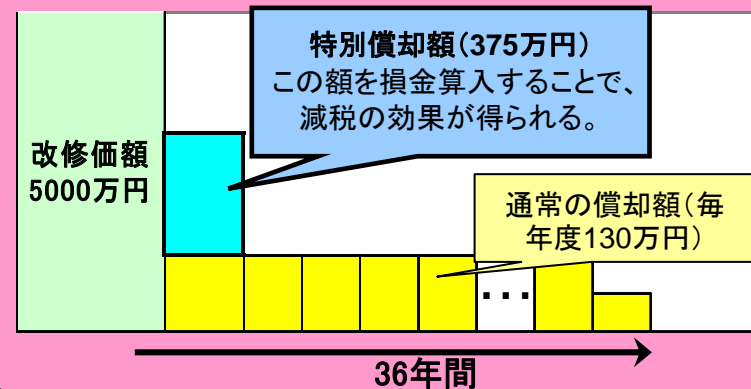 特別償却額(375万円)
この額を損金算入することで、
減税の効果が得られる。
改修価額
5000万円
通常の償却額(毎
年度130万円)
…
36年間